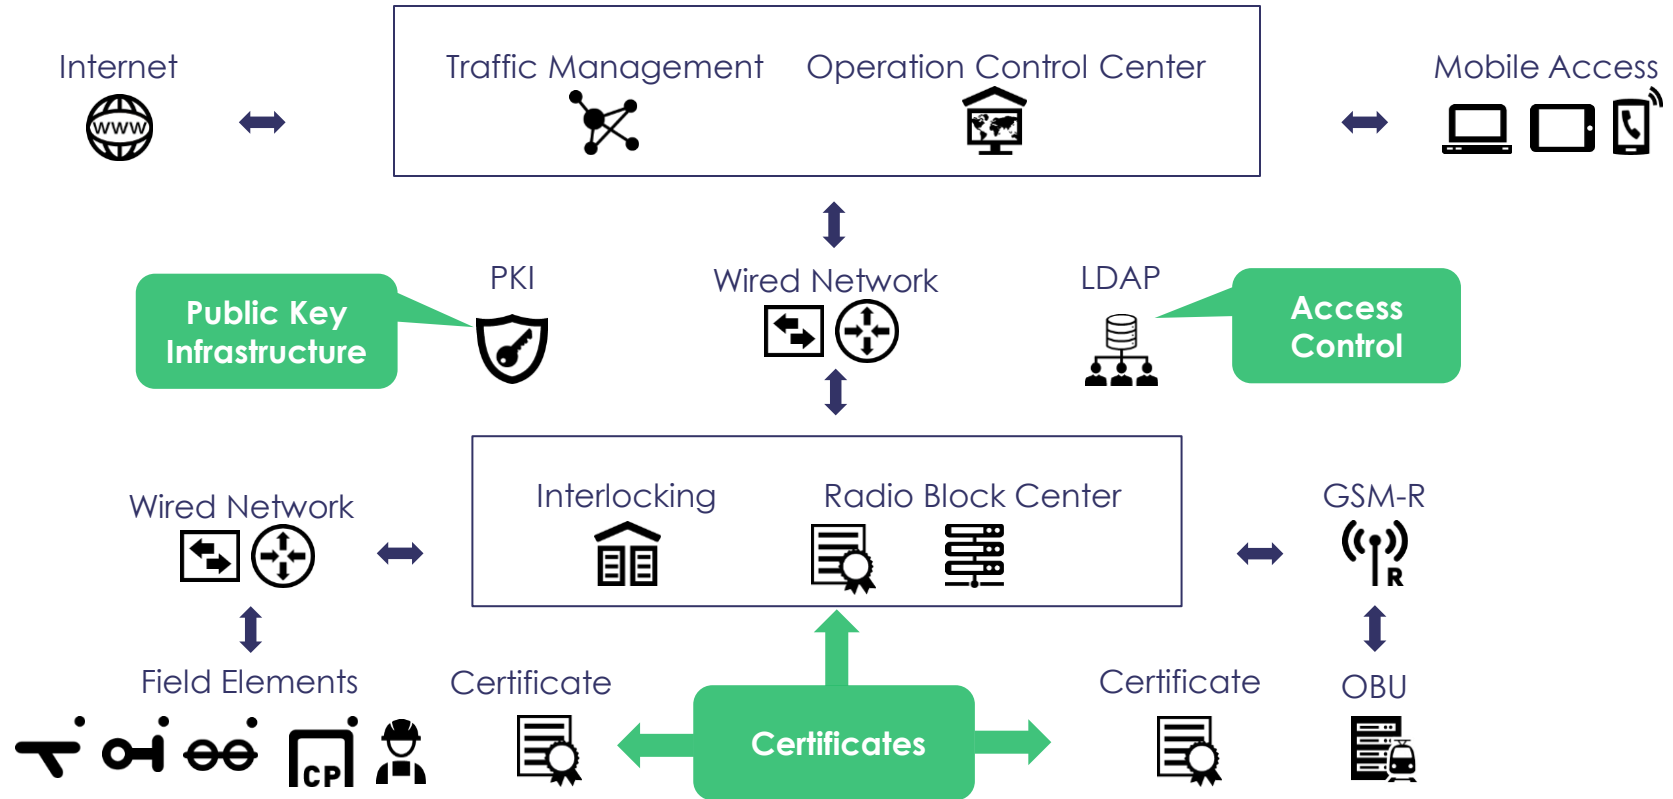 Internet
Traffic Management
Operation Control Center
Mobile Access
www
PKI
Wired Network
LDAP
Public Key
Infrastructure
Access
Control
Wired Network
Interlocking
Radio Block Center
GSM-R
R
Field Elements
Certificate
Certificate
OBU
CP
Certificates